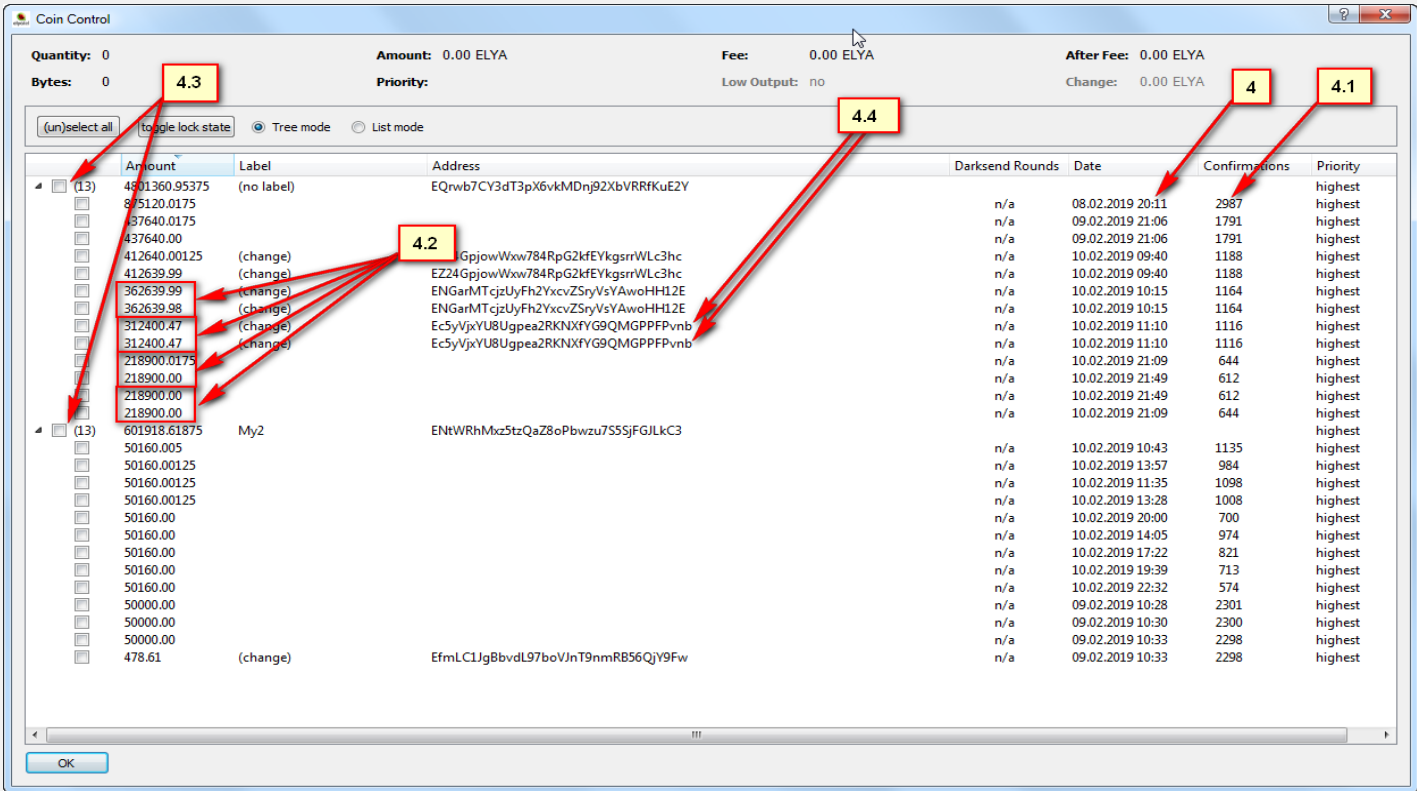 Coin Control
Quantity: 0 Amount: 0.00 ELYA Fee: 0.00 ELYA After Fee: 0.00 ELYA
Bytes: 0 Priority: Low Output: no Change: 0.00 ELYA
4.3
4
4.1
4.4
(un)select all toggle lock state Tree mode List mode
Amount Label Address Darksend Rounds Date Confirmations Priority
(13) 4801360.95375 (no label) EQrwb7CY3dT3pX6vkMDnj92XbVRRfKuE2Y highest
875120.0175 n/a 08.02.2019 20:11 2987 highest
437640.0175 n/a 09.02.2019 21:06 1791 highest
437640.00 n/a 09.02.2019 21:06 1791 highest
4.2
412640.00125 (change) GpjowWxw784RpG2kfEYkgsrrWLc3hc n/a 10.02.2019 09:40 1188 highest
412639.99 (change) EZ24GpjowWxw784RpG2kfEYkgsrrWLc3hc n/a 10.02.2019 09:40 1188 highest
362639.99 (change) ENGarMTcjzUyFh2YxcvZSryVsYAwoHH12E n/a 10.02.2019 10:15 1164 highest
362639.98 (change) ENGarMTcjzUyFh2YxcvZSryVsYAwoHH12E n/a 10.02.2019 10:15 1164 highest
312400.47 (change) Ec5yVjxYU8Ugpea2RKNXfYG9QMGPPFPvnb n/a 10.02.2019 11:10 1116 highest
312400.47 (change) Ec5yVjxYU8Ugpea2RKNXfYG9QMGPPFPvnb n/a 10.02.2019 11:10 1116 highest
218900.0175 n/a 10.02.2019 21:09 644 highest
218900.00 n/a 10.02.2019 21:49 612 highest
218900.00 n/a 10.02.2019 21:49 612 highest
218900.00 n/a 10.02.2019 21:09 644 highest
(13) 601918.61875 My2 ENtWRhMxz5tzQaZ8oPbwzu7S5SjFGJLkC3 highest
50160.005 n/a 10.02.2019 10:43 1135 highest
50160.00125 n/a 10.02.2019 13:57 984 highest
50160.00125 n/a 10.02.2019 11:35 1098 highest
50160.00125 n/a 10.02.2019 13:28 1008 highest
50160.00 n/a 10.02.2019 20:00 700 highest
50160.00 n/a 10.02.2019 14:05 974 highest
50160.00 n/a 10.02.2019 17:22 821 highest
50160.00 n/a 10.02.2019 19:39 713 highest
50160.00 n/a 10.02.2019 22:32 574 highest
50000.00 n/a 09.02.2019 10:28 2301 highest
50000.00 n/a 09.02.2019 10:30 2300 highest
50000.00 n/a 09.02.2019 10:33 2298 highest
478.61 (change) EfmLC1JgBbvdL97boVJnT9nmRB56QjY9Fw n/a 09.02.2019 10:33 2298 highest
OK